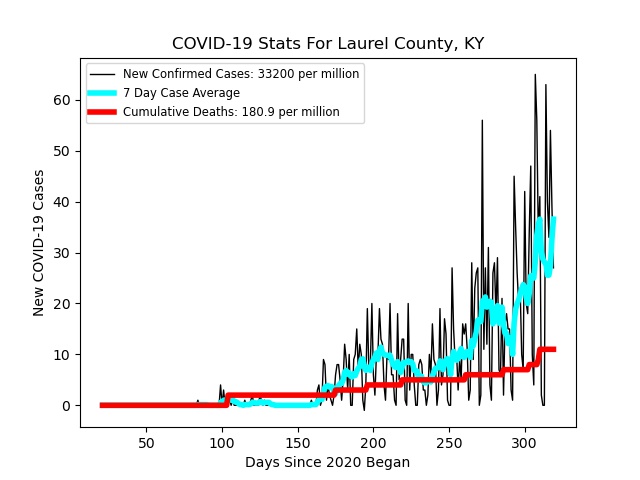 COVID-19 Stats For Laurel County, KY
New Confirmed Cases: 33200 per million
7 Day Case Average
Cumulative Deaths: 180.9 per million
New COVID-19 Cases
60
50
40
30
20
10
0
50 100 150 200 250 300
Days Since 2020 Began